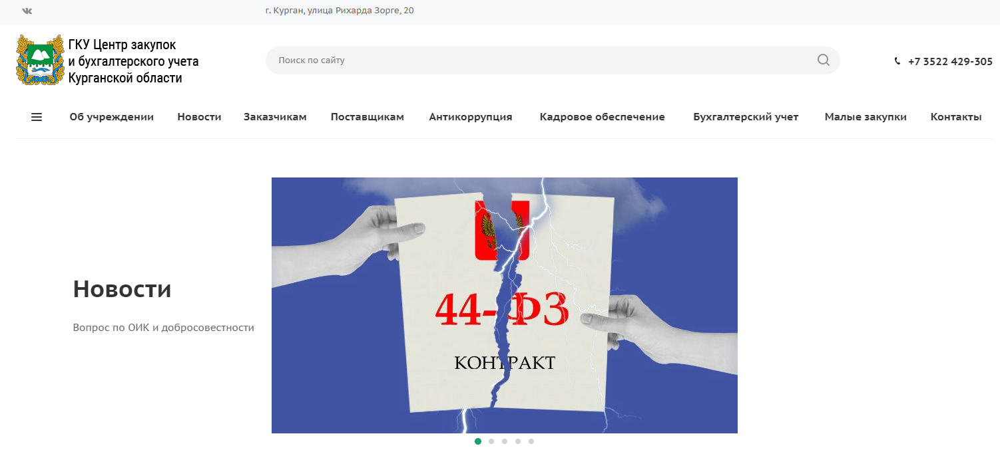 г. Курган, улица Рихарда Зорге, 20
ГКУ Центр закупок
и бухгалтерского учета
Курганской области
Поиск по сайту
+7 3522 429-305
Об учреждении Новости Заказчикам Поставщикам Антикоррупция Кадровое обеспечение Бухгалтерский учет Малые закупки Контакты
44-ФЗ
КОНТРАКТ
Новости
Вопрос по ОИК и добросовестности